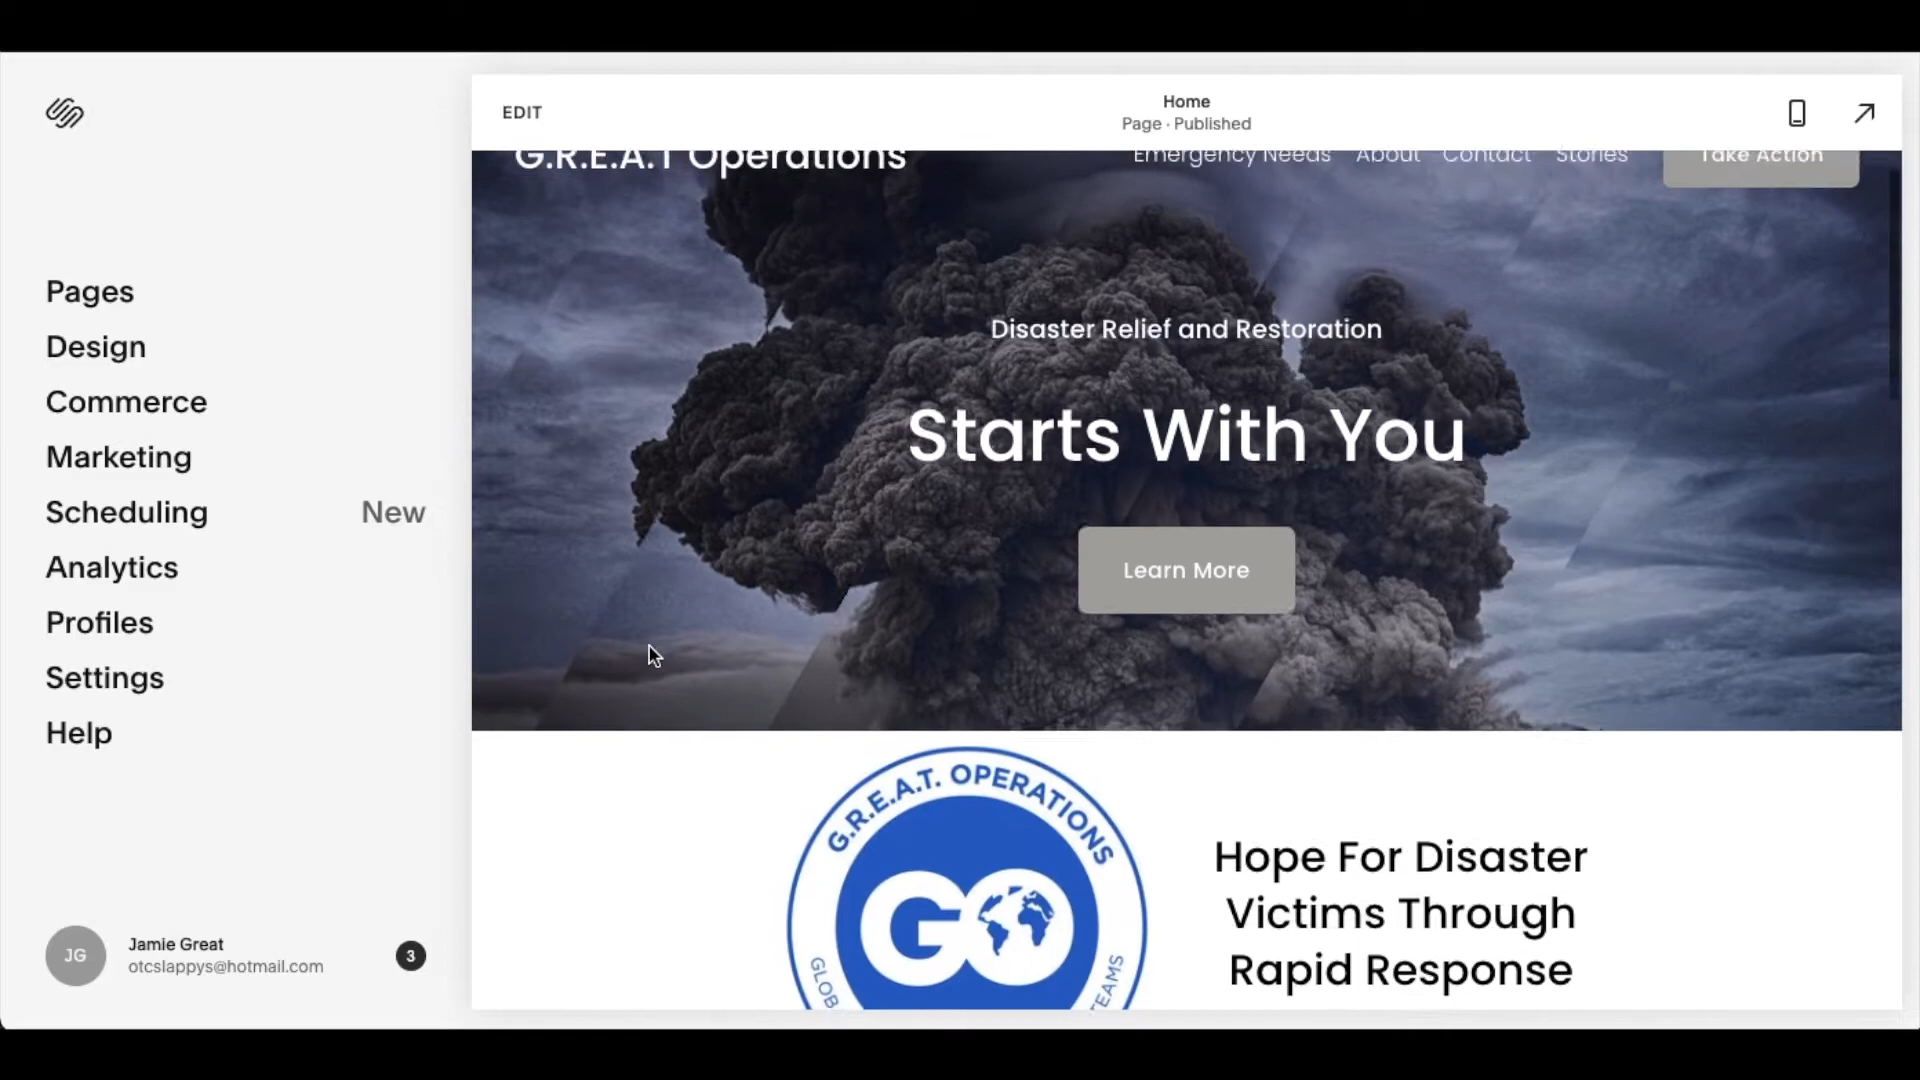 EDIT
Home
Page · Published
G.R.E.A.T Operations
Emergency Needs
About
Contact
Stories
Take Action
Pages
Design
Commerce
Marketing
Scheduling
New
Analytics
Profiles
Settings
Help
Disaster Relief and Restoration
Starts With You
Learn More
G.R.E.A.T. OPERATIONS
GO
TEAMS
Hope For Disaster
Victims Through
Rapid Response
JG
Jamie Great
otcslappys@hotmail.com
3